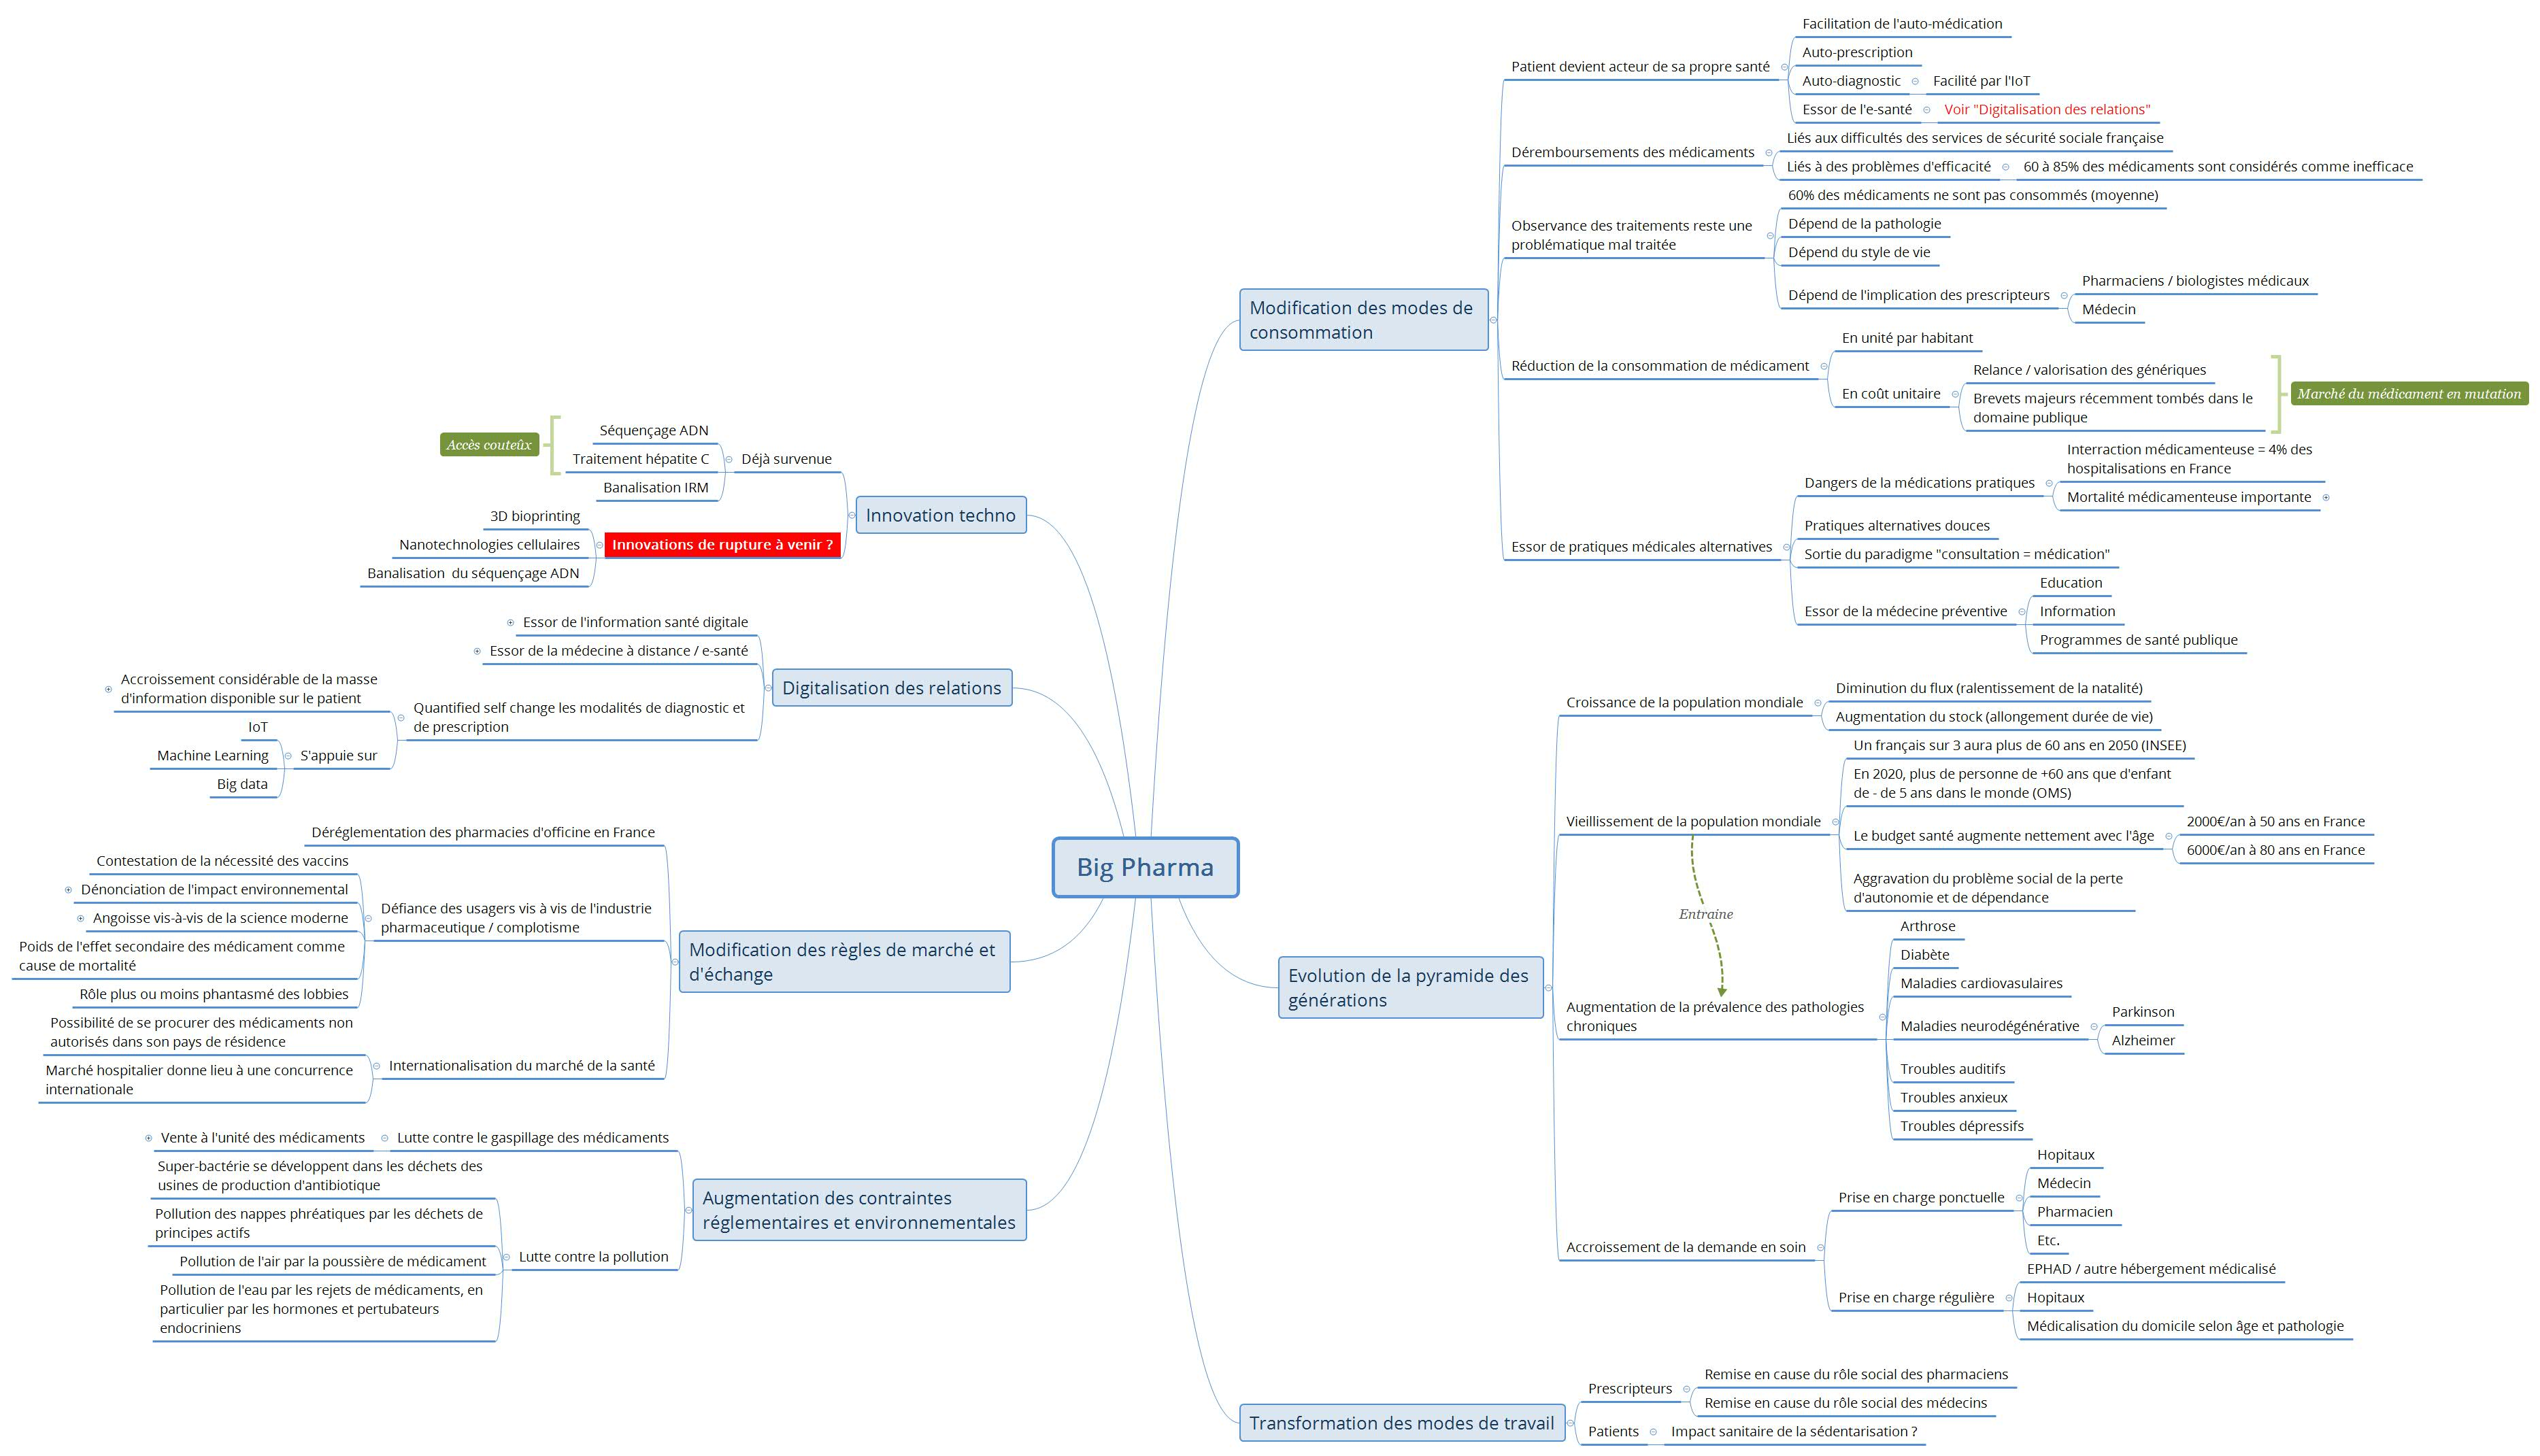 Big Pharma
Modification des modes de
consommation
Patient devient acteur de sa propre santé
Facilitation de l'auto-médication
Auto-prescription
Auto-diagnostic
Facilité par l'IoT
Essor de l'e-santé
Voir "Digitalisation des relations"
Déremboursements des médicaments
Liés aux difficultés des services de sécurité sociale française
Liés à des problèmes d'efficacité
60 à 85% des médicaments sont considérés comme inefficace
Observance des traitements reste une
problématique mal traitée
60% des médicaments ne sont pas consommés (moyenne)
Dépend de la pathologie
Dépend du style de vie
Dépend de l'implication des prescripteurs
Pharmaciens / biologistes médicaux
Médecin
Réduction de la consommation de médicament
En unité par habitant
En coût unitaire
Relance / valorisation des génériques
Brevets majeurs récemment tombés dans le
domaine publique
Marché du médicament en mutation
Essor de pratiques médicales alternatives
Dangers de la médications pratiques
Interraction médicamenteuse = 4% des
hospitalisations en France
Mortalité médicamenteuse importante
Pratiques alternatives douces
Sortie du paradigme "consultation = médication"
Essor de la médecine préventive
Education
Information
Programmes de santé publique
Evolution de la pyramide des
générations
Croissance de la population mondiale
Diminution du flux (ralentissement de la natalité)
Augmentation du stock (allongement durée de vie)
Vieillissement de la population mondiale
Un français sur 3 aura plus de 60 ans en 2050 (INSEE)
En 2020, plus de personne de +60 ans que d'enfant
de - de 5 ans dans le monde (OMS)
Le budget santé augmente nettement avec l'âge
2000€/an à 50 ans en France
6000€/an à 80 ans en France
Aggravation du problème social de la perte
d'autonomie et de dépendance
Entraine
Augmentation de la prévalence des pathologies
chroniques
Arthrose
Diabète
Maladies cardiovasulaires
Maladies neurodégénérative
Parkinson
Alzheimer
Troubles auditifs
Troubles anxieux
Troubles dépressifs
Accroissement de la demande en soin
Prise en charge ponctuelle
Hopitaux
Médecin
Pharmacien
Etc.
Prise en charge régulière
EPHAD / autre hébergement médicalisé
Hopitaux
Médicalisation du domicile selon âge et pathologie
Transformation des modes de travail
Prescripteurs
Remise en cause du rôle social des pharmaciens
Remise en cause du rôle social des médecins
Patients
Impact sanitaire de la sédentarisation ?
Innovation techno
Déjà survenue
Séquençage ADN
Traitement hépatite C
Accès couteûx
Banalisation IRM
Innovations de rupture à venir ?
3D bioprinting
Nanotechnologies cellulaires
Banalisation  du séquençage ADN
Digitalisation des relations
Essor de l'information santé digitale
Essor de la médecine à distance / e-santé
Quantified self change les modalités de diagnostic et
de prescription
Accroissement considérable de la masse
d'information disponible sur le patient
S'appuie sur
IoT
Machine Learning
Big data
Modification des règles de marché et
d'échange
Déréglementation des pharmacies d'officine en France
Défiance des usagers vis à vis de l'industrie
pharmaceutique / complotisme
Contestation de la nécessité des vaccins
Dénonciation de l'impact environnemental
Angoisse vis-à-vis de la science moderne
Poids de l'effet secondaire des médicament comme
cause de mortalité
Rôle plus ou moins phantasmé des lobbies
Internationalisation du marché de la santé
Possibilité de se procurer des médicaments non
autorisés dans son pays de résidence
Marché hospitalier donne lieu à une concurrence
internationale
Augmentation des contraintes
réglementaires et environnementales
Lutte contre le gaspillage des médicaments
Vente à l'unité des médicaments
Lutte contre la pollution
Super-bactérie se développent dans les déchets des
usines de production d'antibiotique
Pollution des nappes phréatiques par les déchets de
principes actifs
Pollution de l'air par la poussière de médicament
Pollution de l'eau par les rejets de médicaments, en
particulier par les hormones et pertubateurs
endocriniens